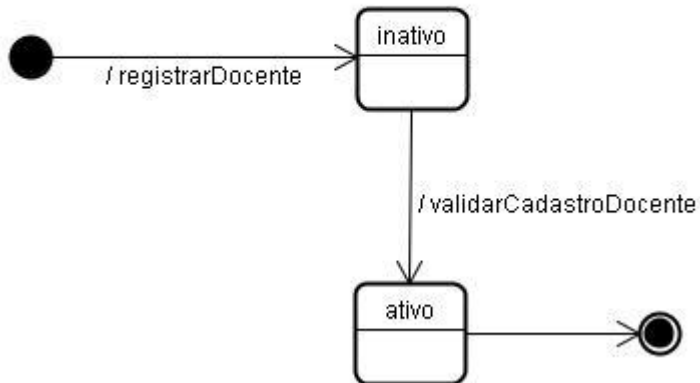 inativo
/ registrarDocente
/ validarCadastroDocente
ativo